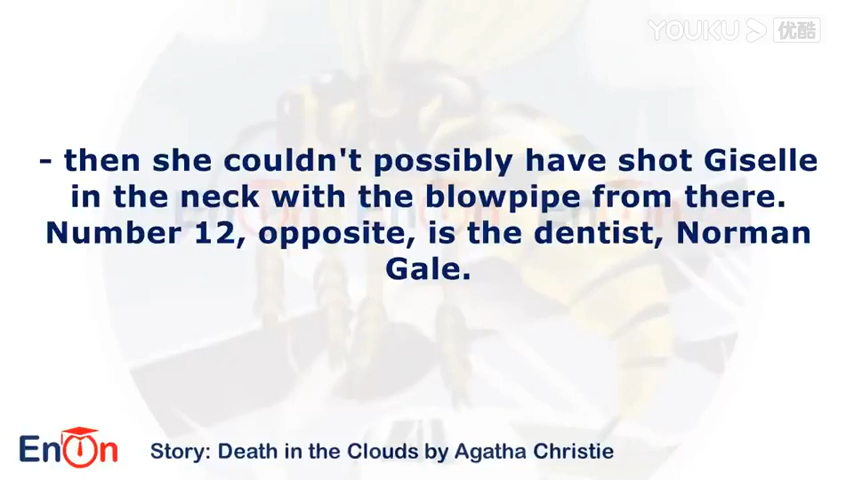 YOUKU 优酷
- then she couldn't possibly have shot Giselle
in the neck with the blowpipe from there.
Number 12, opposite, is the dentist, Norman
Gale.
EnOn
Story: Death in the Clouds by Agatha Christie